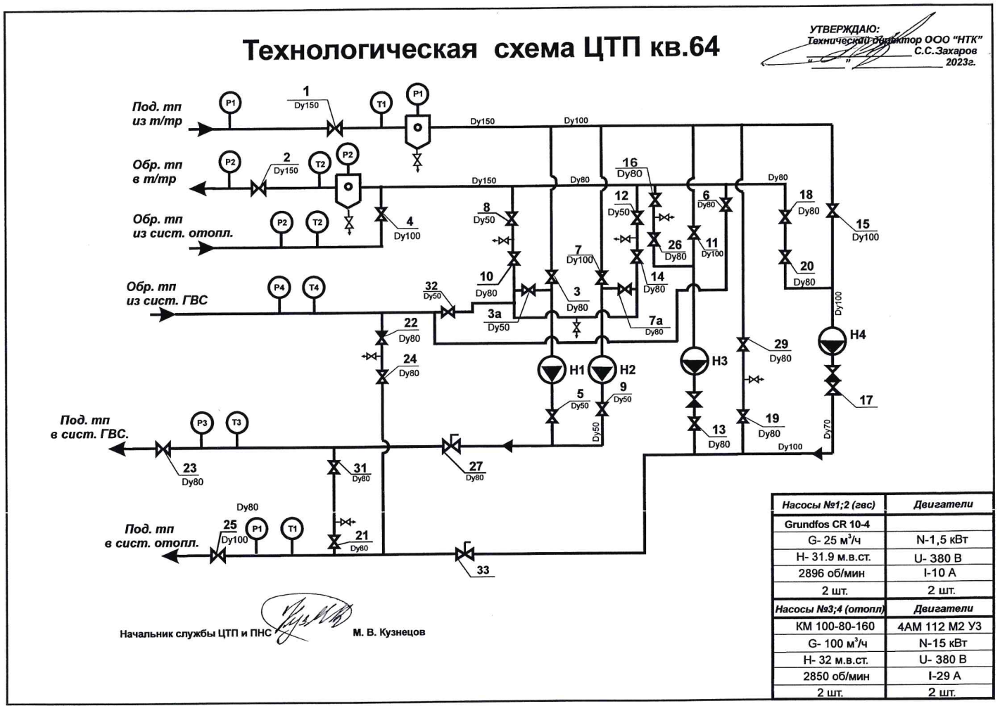 Технологическая схема ЦТП кв.64
УТВЕРЖДАЮ:
Технический директор ООО "НТК"
С.С.Захаров
" " 2023г.
Под. тп
из т/тр
P1
1
Dy150
T1
P1
Dy150
Dy100
Обр. тп
в т/тр
P2
2
Dy150
T2
P2
Dy150
Dy80
16
Dy80
Dy80
Обр. тп
из сист. отопл.
P2
T2
4
Dy100
8
Dy50
12
Dy50
6
Dy80
18
Dy80
15
Dy100
10
Dy80
7
Dy100
26
Dy80
11
Dy100
20
Dy80
14
Dy80
3
Dy80
Обр. тп
из сист. ГВС
P4
T4
32
Dy50
3а
Dy50
7а
Dy80
Dy100
22
Dy80
24
Dy80
Н1
Н2
Н3
Н4
29
Dy80
5
Dy50
9
Dy50
17
Под. тп
в сист. ГВС.
P3
T3
Dy50
13
Dy80
19
Dy80
Dy70
Dy100
23
Dy80
31
Dy80
27
Dy80
Dy80
Под. тп
в сист. отопл.
25
Dy100
P1
T1
21
Dy80
33
Насосы №1;2 (гвс) Двигатели
Grundfos CR 10-4
G- 25 м³/ч N-1,5 кВт
Н- 31.9 м.в.ст. U- 380 В
2896 об/мин I-10 А
2 шт. 2 шт.
Насосы №3;4 (отопл) Двигатели
КМ 100-80-160 4АМ 112 М2 У3
G- 100 м³/ч N-15 кВт
Н- 32 м.в.ст. U- 380 В
2850 об/мин I-29 А
2 шт. 2 шт.
Начальник службы ЦТП и ПНС М. В. Кузнецов